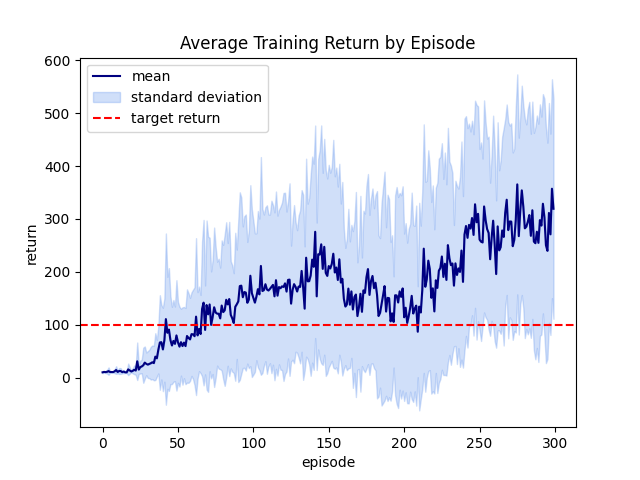 Average Training Return by Episode
mean
standard deviation
target return
600
500
400
300
200
100
0
return
0 50 100 150 200 250 300
episode